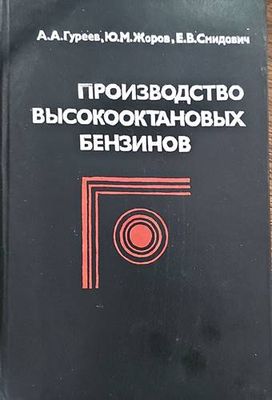 А.А.Гуреев, Ю.М.Жоров, Е.В.Смидович
ПРОИЗВОДСТВО
ВЫСОКООКТАНОВЫХ
БЕНЗИНОВ